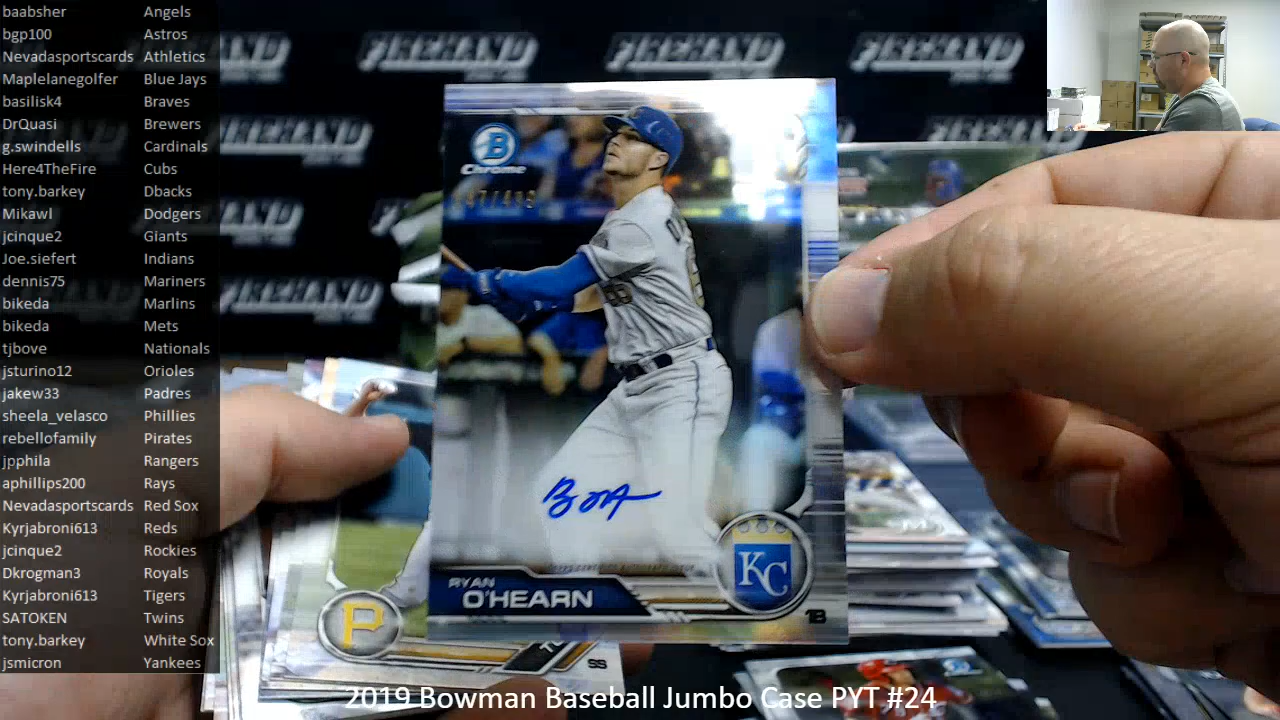 baabsher Angels
bgp100 Astros
Nevadasportscards Athletics
Maplelanegolfer Blue Jays
basilisk4 Braves
DrQuasi Brewers
g.swindells Cardinals
Here4TheFire Cubs
tony.barkey Dbacks
Mikawl Dodgers
jcinque2 Giants
Joe.siefert Indians
dennis75 Mariners
bikeda Marlins
bikeda Mets
tjbove Nationals
jsturino12 Orioles
jakew33 Padres
sheela_velasco Phillies
rebellofamily Pirates
jpphila Rangers
aphillips200 Rays
Nevadasportscards Red Sox
Kyrjabroni613 Reds
jcinque2 Rockies
Dkrogman3 Royals
Kyrjabroni613 Tigers
SATOKEN Twins
tony.barkey White Sox
jsmicron Yankees
FIREHAND FIREHAND FIREHAND
FIREHAND
FIREHAND
B
Chrome
RYAN
O'HEARN
KC
1B
P
SS
2019 Bowman Baseball Jumbo Case PYT #24